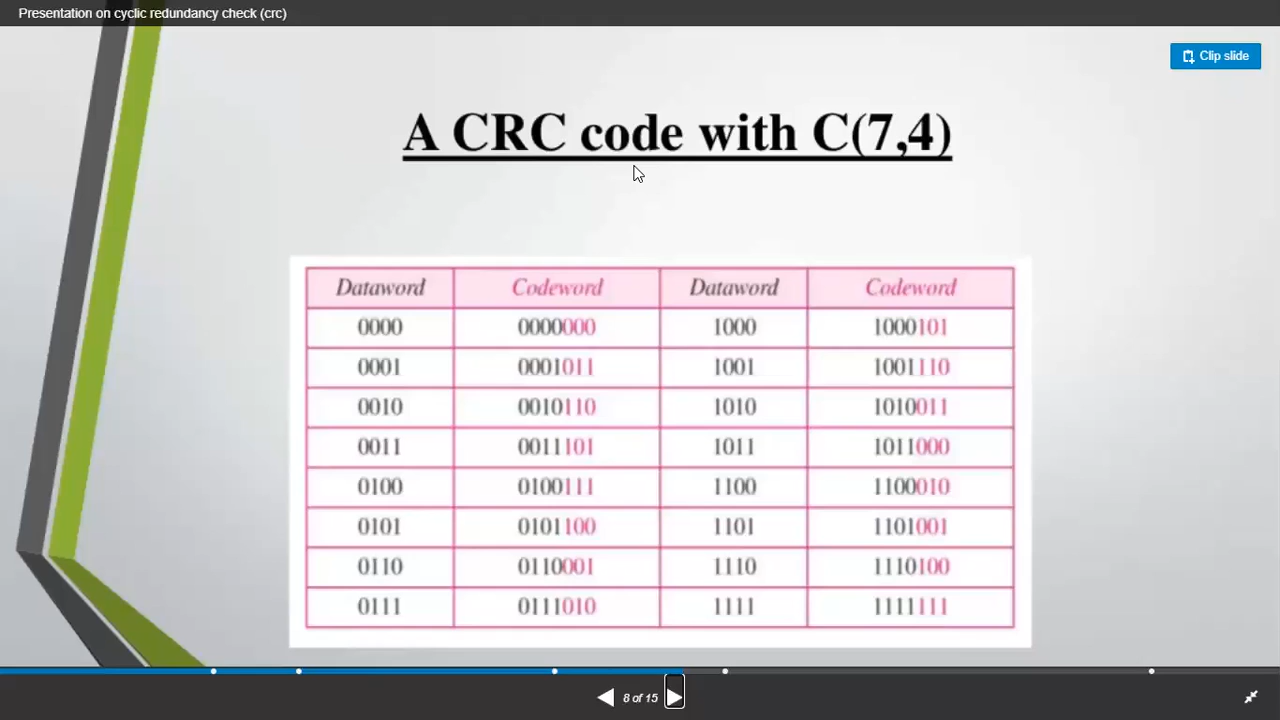 Presentation on cyclic redundancy check (crc)
Clip slide
A CRC code with C(7,4)
Dataword Codeword Dataword Codeword
0000 0000000 1000 1000101
0001 0001011 1001 1001110
0010 0010110 1010 1010011
0011 0011101 1011 1011000
0100 0100111 1100 1100010
0101 0101100 1101 1101001
0110 0110001 1110 1110100
0111 0111010 1111 1111111
8 of 15